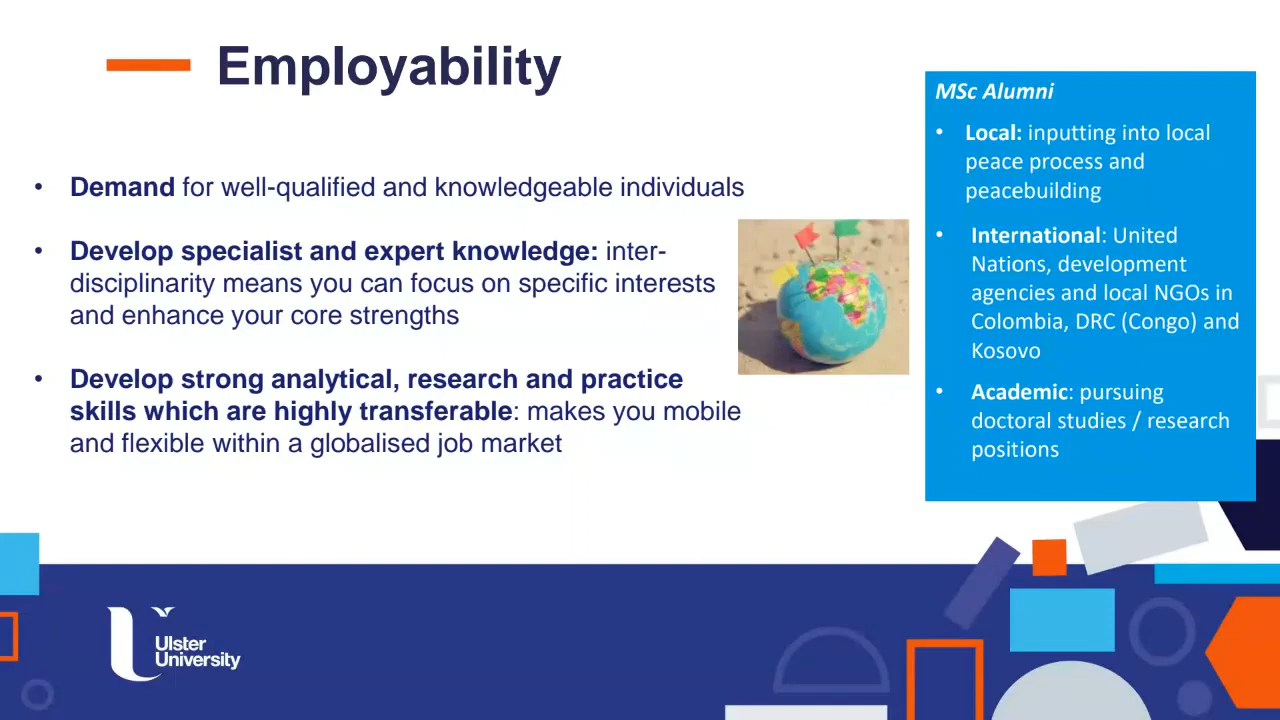 Employability
• Demand for well-qualified and knowledgeable individuals
• Develop specialist and expert knowledge: inter-
disciplinarity means you can focus on specific interests
and enhance your core strengths
• Develop strong analytical, research and practice
skills which are highly transferable: makes you mobile
and flexible within a globalised job market
MSc Alumni
• Local: inputting into local
peace process and
peacebuilding
• International: United
Nations, development
agencies and local NGOs in
Colombia, DRC (Congo) and
Kosovo
• Academic: pursuing
doctoral studies / research
positions
Ulster
University